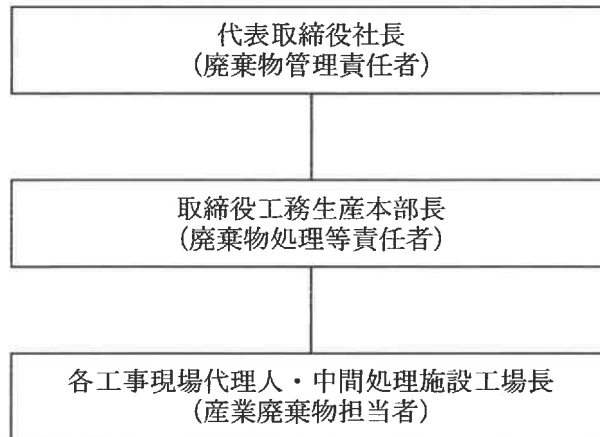 代表取締役社長
(廃棄物管理責任者)
取締役工務生産本部長
(廃棄物処理等責任者)
各工事現場代理人・中間処理施設工場長
(産業廃棄物担当者)